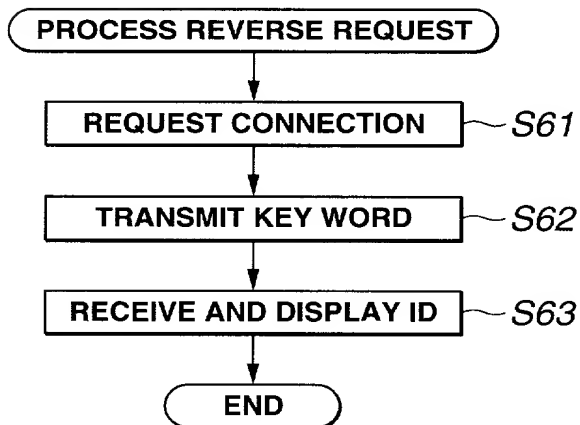 PROCESS REVERSE REQUEST
REQUEST CONNECTION S61
TRANSMIT KEY WORD S62
RECEIVE AND DISPLAY ID S63
END